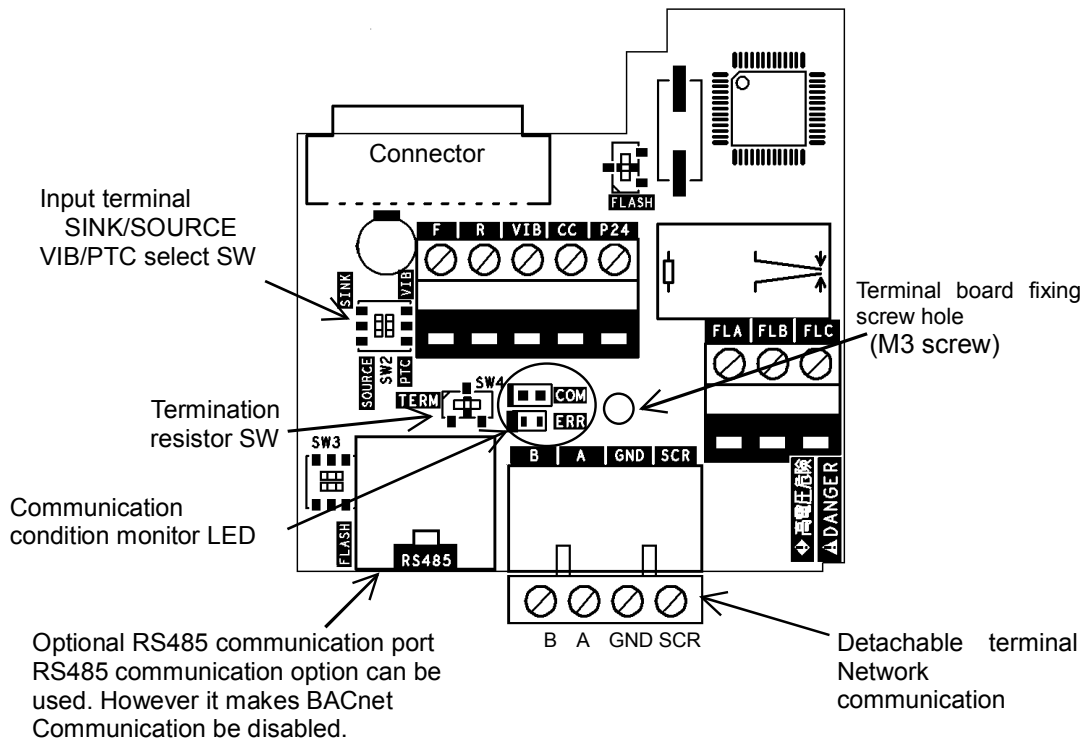 Connector
FLASH
Input terminal
SINK/SOURCE
VIB/PTC select SW
F R VIB CC P24
SINK
VIB
SOURCE
SW2
PTC
Terminal board fixing
screw hole
(M3 screw)
FLA FLB FLC
TERM
SW4
COM
ERR
Termination
resistor SW
SW3
FLASH
Communication
condition monitor LED
RS485
B A GND SCR
高電圧危険
DANGER
B A GND SCR
Optional RS485 communication port
RS485 communication option can be
used. However it makes BACnet
Communication be disabled.
Detachable terminal
Network
communication